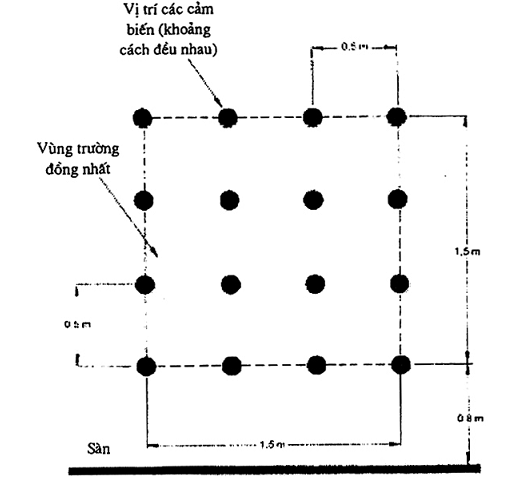 Vị trí các cảm
biến (khoảng
cách đều nhau)
0.5 m
Vùng trường
đồng nhất
1,5 m
0.5 m
0.8 m
1.5 m
Sàn